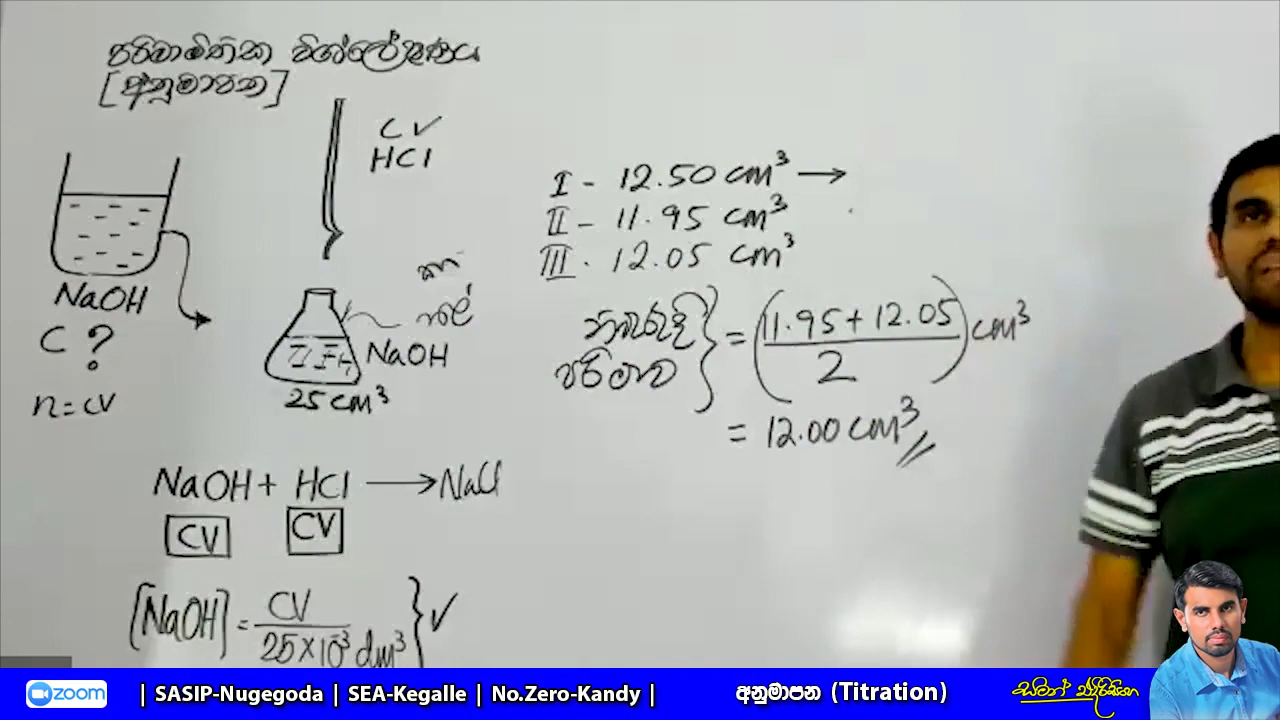 පරිමාමිතික විශ්ලේෂණය
[අනුමාපන]
CV
HCl
NaOH
C ?
n = CV
NaOH
25 cm³
I - 12.50 cm³ →
II - 11.95 cm³
III - 12.05 cm³
නිවැරදි
පරිමාව } = (11.95 + 12.05 / 2) cm³
= 12.00 cm³
NaOH + HCl → NaCl
CV CV
[NaOH] = CV / 25×10⁻³ dm³ } ✓
zoom | SASIP-Nugegoda | SEA-Kegalle | No.Zero-Kandy | අනුමාපන (Titration)